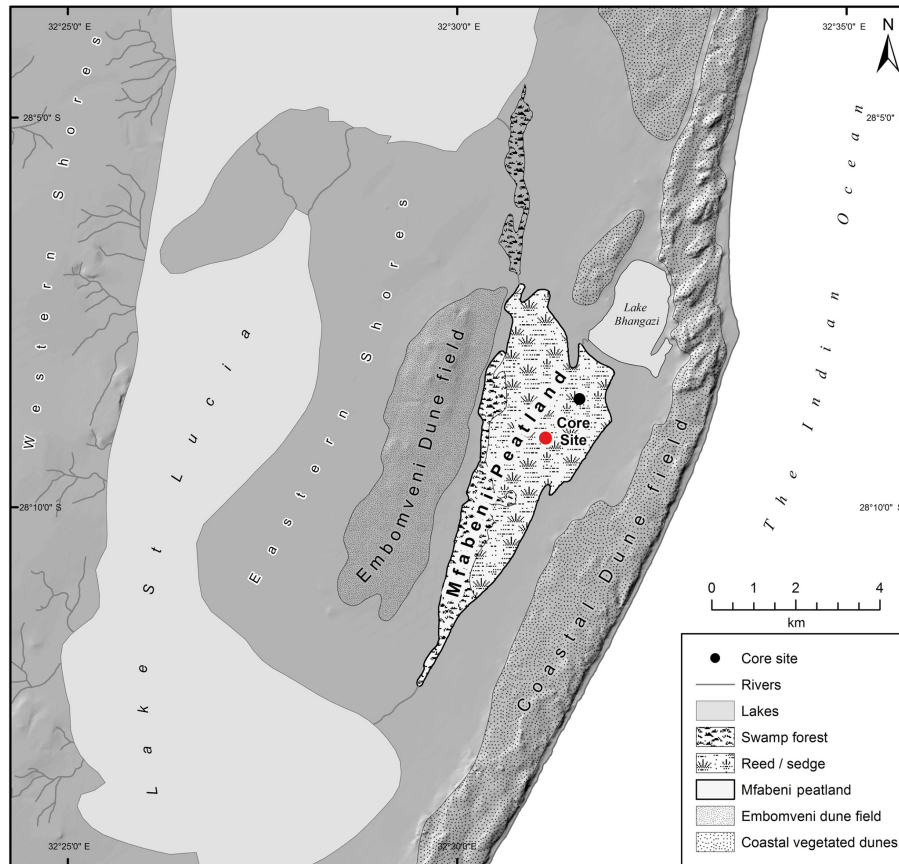 32°25'0" E
32°30'0" E
32°35'0" E
N
28°5'0" S
28°5'0" S
Western Shores
Eastern Shores
Lake St Lucia
Lake
Bhangazi
The Indian Ocean
Embomveni Dune field
Mfabeni Peatland
Core
Site
Coastal Dune field
28°10'0" S
28°10'0" S
0 1 2 4
km
Core site
Rivers
Lakes
Swamp forest
Reed / sedge
Mfabeni peatland
Embomveni dune field
Coastal vegetated dunes
32°25'0" E